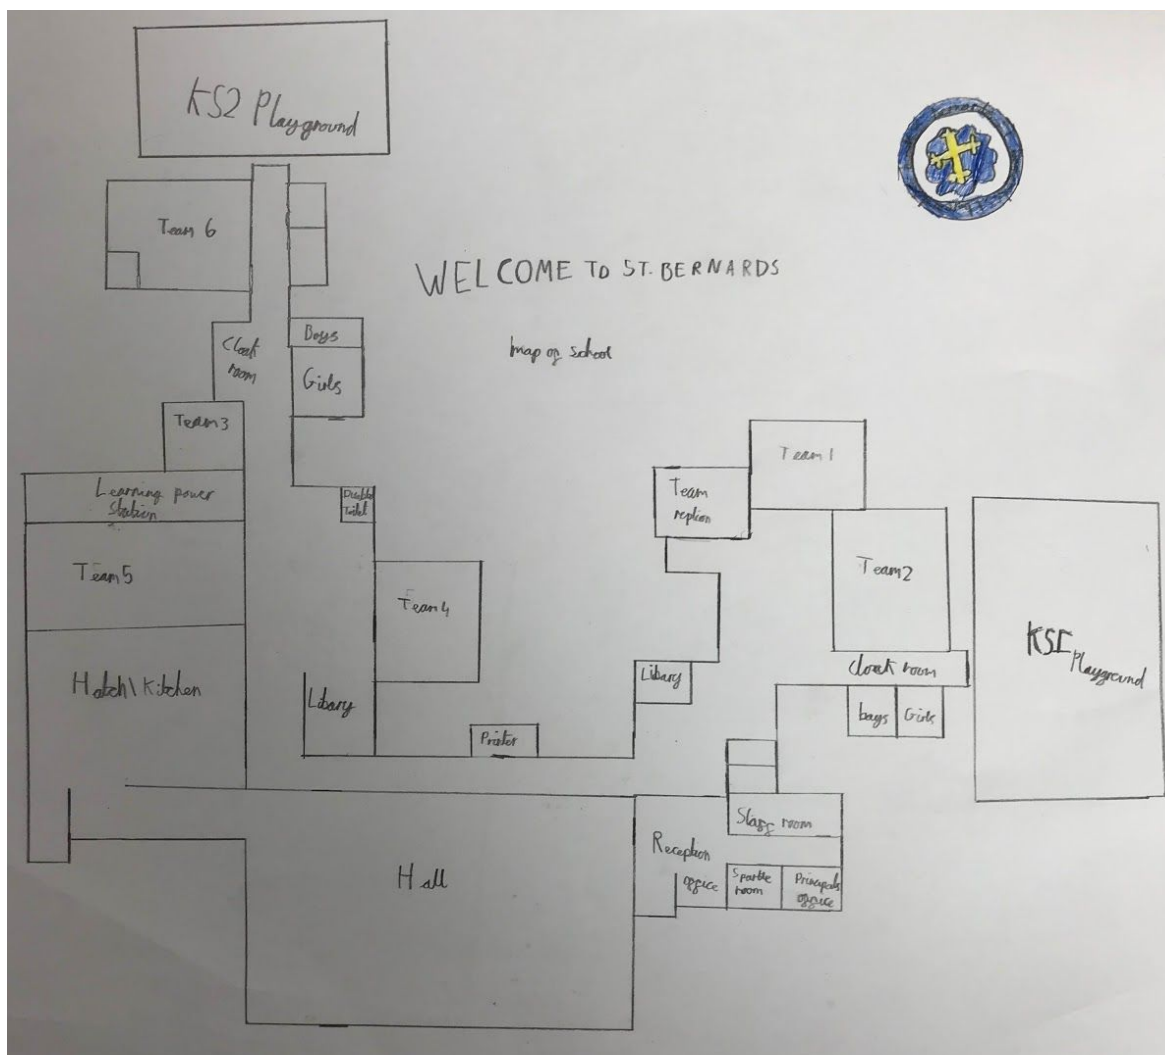 KS2 Playground
Team 6
WELCOME TO ST. BERNARDS
Boys
map of school
Cloak
room
Girls
Team 3
Team 1
Learning power
Station
Team
reption
Toilet
Team 5
Team 2
Team 4
KS1
Playground
Hatch\Kitchen
Libary
Libary
Cloak room
boys
Girls
Printer
Staff room
Reception
office
Sparkle
room
Principals
office
Hall